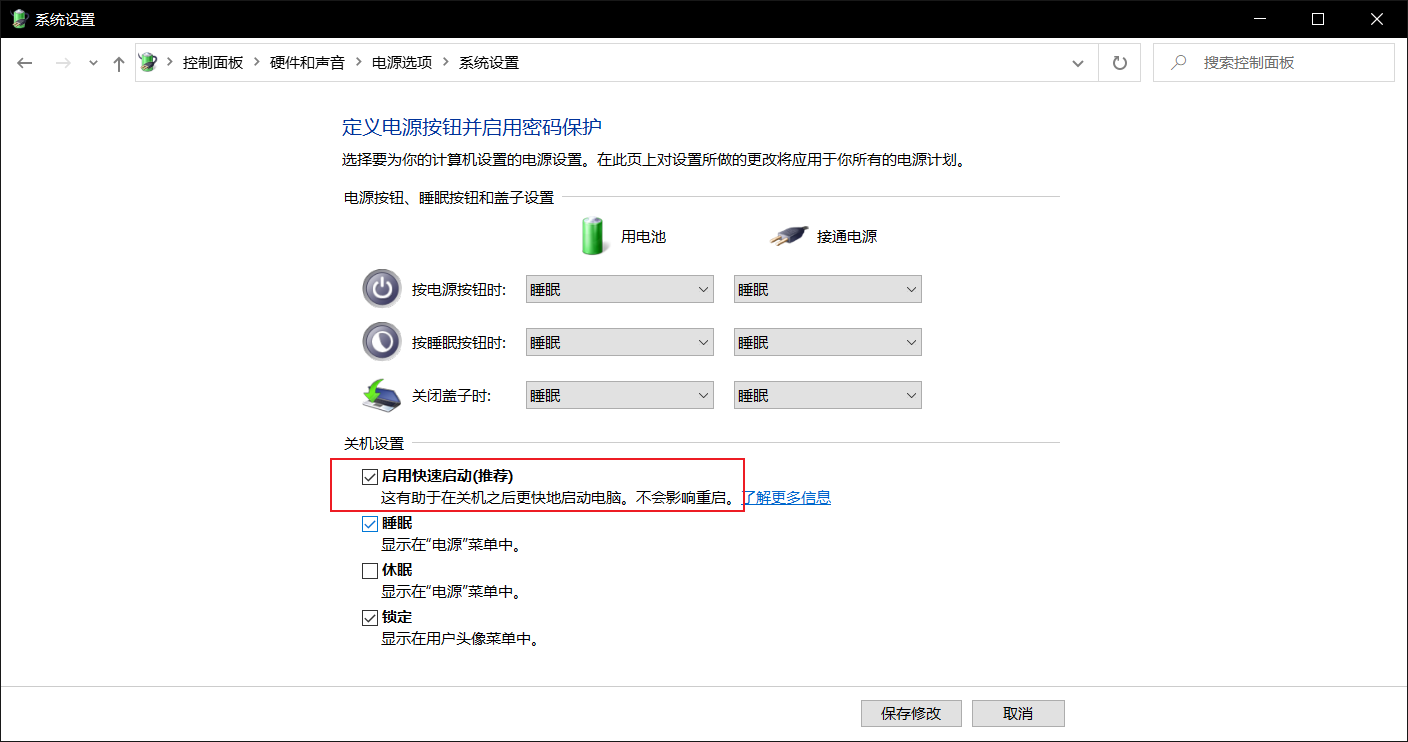 系统设置
控制面板 > 硬件和声音 > 电源选项 > 系统设置
搜索控制面板
定义电源按钮并启用密码保护
选择要为你的计算机设置的电源设置。在此页上对设置所做的更改将应用于你所有的电源计划。
电源按钮、睡眠按钮和盖子设置
用电池 接通电源
按电源按钮时: 睡眠 睡眠
按睡眠按钮时: 睡眠 睡眠
关闭盖子时: 睡眠 睡眠
关机设置
启用快速启动(推荐)
这有助于在关机之后更快地启动电脑。不会影响重启。了解更多信息
睡眠
显示在“电源”菜单中。
休眠
显示在“电源”菜单中。
锁定
显示在用户头像菜单中。
保存修改 取消